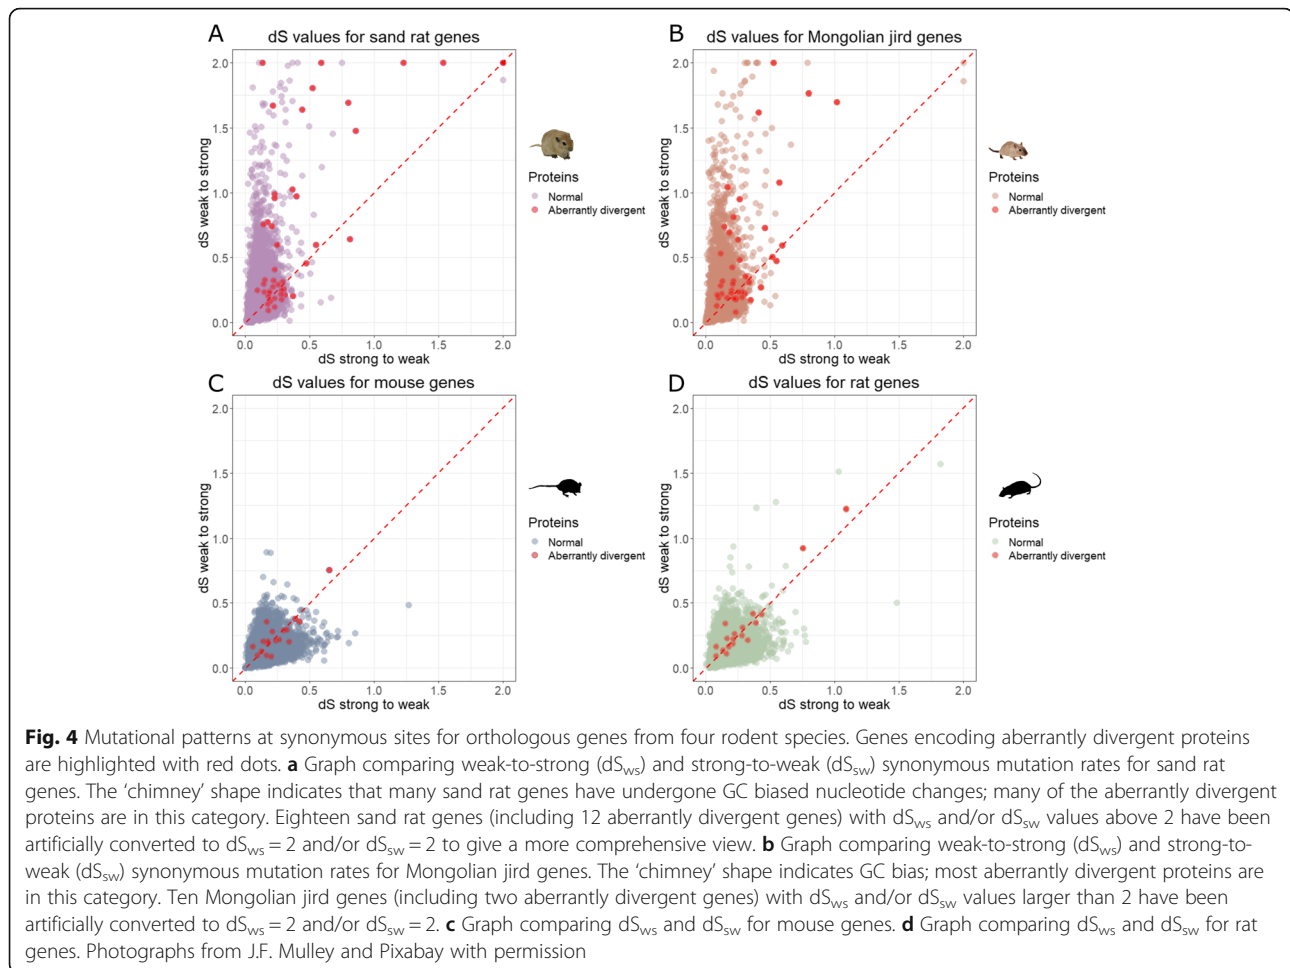 A
dS values for sand rat genes
dS weak to strong
2.0
1.5
1.0
0.5
0.0
0.0 0.5 1.0 1.5 2.0
dS strong to weak
Proteins
Normal
Aberrantly divergent
B
dS values for Mongolian jird genes
dS weak to strong
2.0
1.5
1.0
0.5
0.0
0.0 0.5 1.0 1.5 2.0
dS strong to weak
Proteins
Normal
Aberrantly divergent
C
dS values for mouse genes
dS weak to strong
2.0
1.5
1.0
0.5
0.0
0.0 0.5 1.0 1.5 2.0
dS strong to weak
Proteins
Normal
Aberrantly divergent
D
dS values for rat genes
dS weak to strong
2.0
1.5
1.0
0.5
0.0
0.0 0.5 1.0 1.5 2.0
dS strong to weak
Proteins
Normal
Aberrantly divergent
Fig. 4 Mutational patterns at synonymous sites for orthologous genes from four rodent species. Genes encoding aberrantly divergent proteins
are highlighted with red dots. a Graph comparing weak-to-strong (dSws) and strong-to-weak (dSsw) synonymous mutation rates for sand rat
genes. The ‘chimney’ shape indicates that many sand rat genes have undergone GC biased nucleotide changes; many of the aberrantly divergent
proteins are in this category. Eighteen sand rat genes (including 12 aberrantly divergent genes) with dSws and/or dSsw values above 2 have been
artificially converted to dSws = 2 and/or dSsw = 2 to give a more comprehensive view. b Graph comparing weak-to-strong (dSws) and strong-to-
weak (dSsw) synonymous mutation rates for Mongolian jird genes. The ‘chimney’ shape indicates GC bias; most aberrantly divergent proteins are
in this category. Ten Mongolian jird genes (including two aberrantly divergent genes) with dSws and/or dSsw values larger than 2 have been
artificially converted to dSws = 2 and/or dSsw = 2. c Graph comparing dSws and dSsw for mouse genes. d Graph comparing dSws and dSsw for rat
genes. Photographs from J.F. Mulley and Pixabay with permission